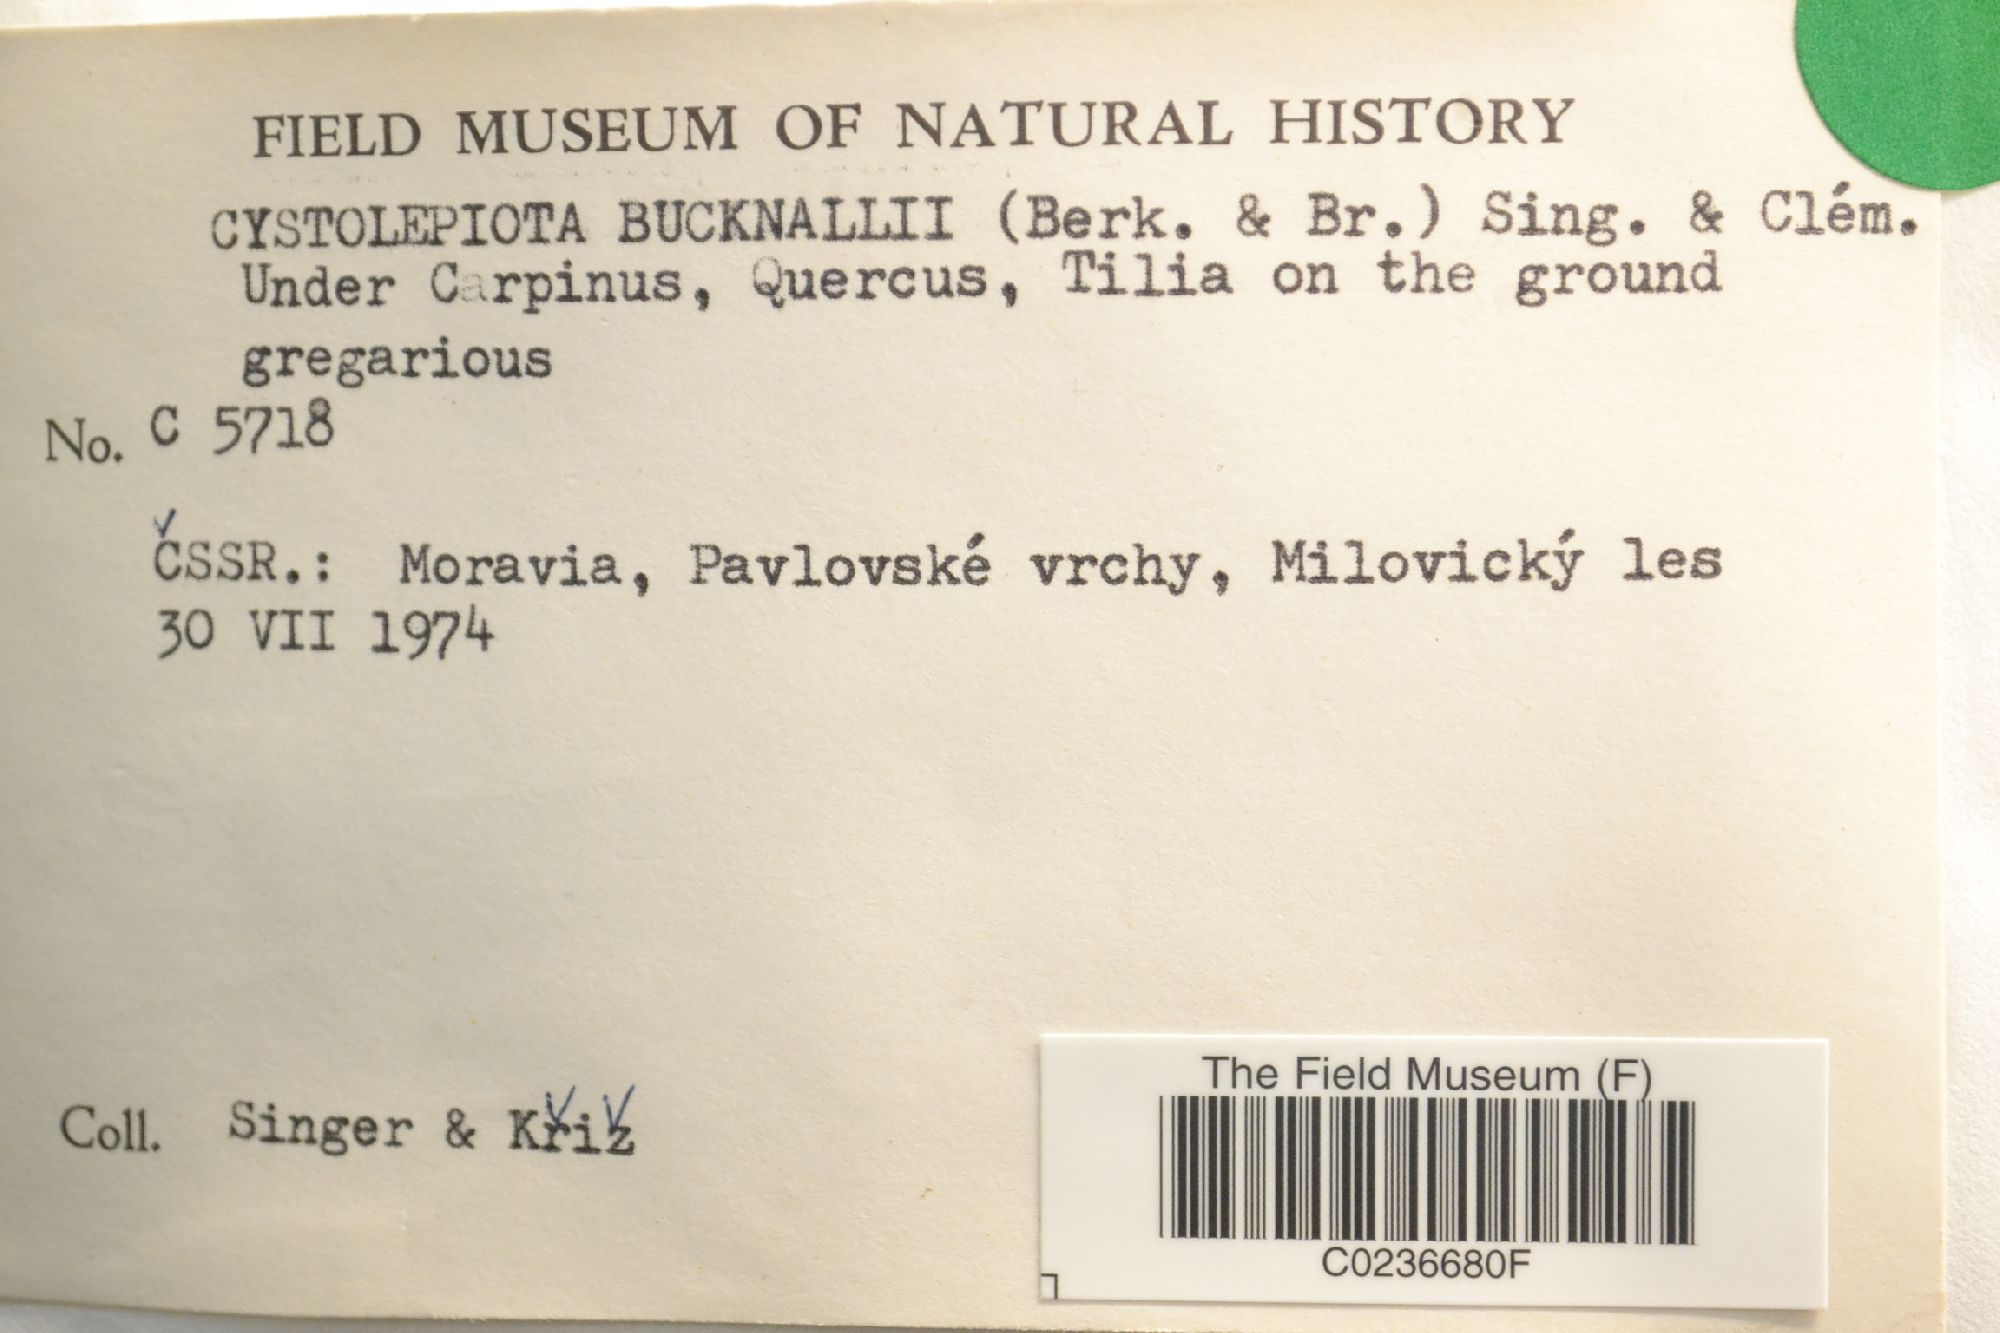 FIELD MUSEUM OF NATURAL HISTORY
CYSTOLEPIOTA BUCKNALLII (Berk. & Br.) Sing. & Clém.
Under Carpinus, Quercus, Tilia on the ground
gregarious
No. C 5718
ČSSR.: Moravia, Pavlovské vrchy, Milovický les
30 VII 1974
Coll. Singer & Křiž
The Field Museum (F)
C0236680F